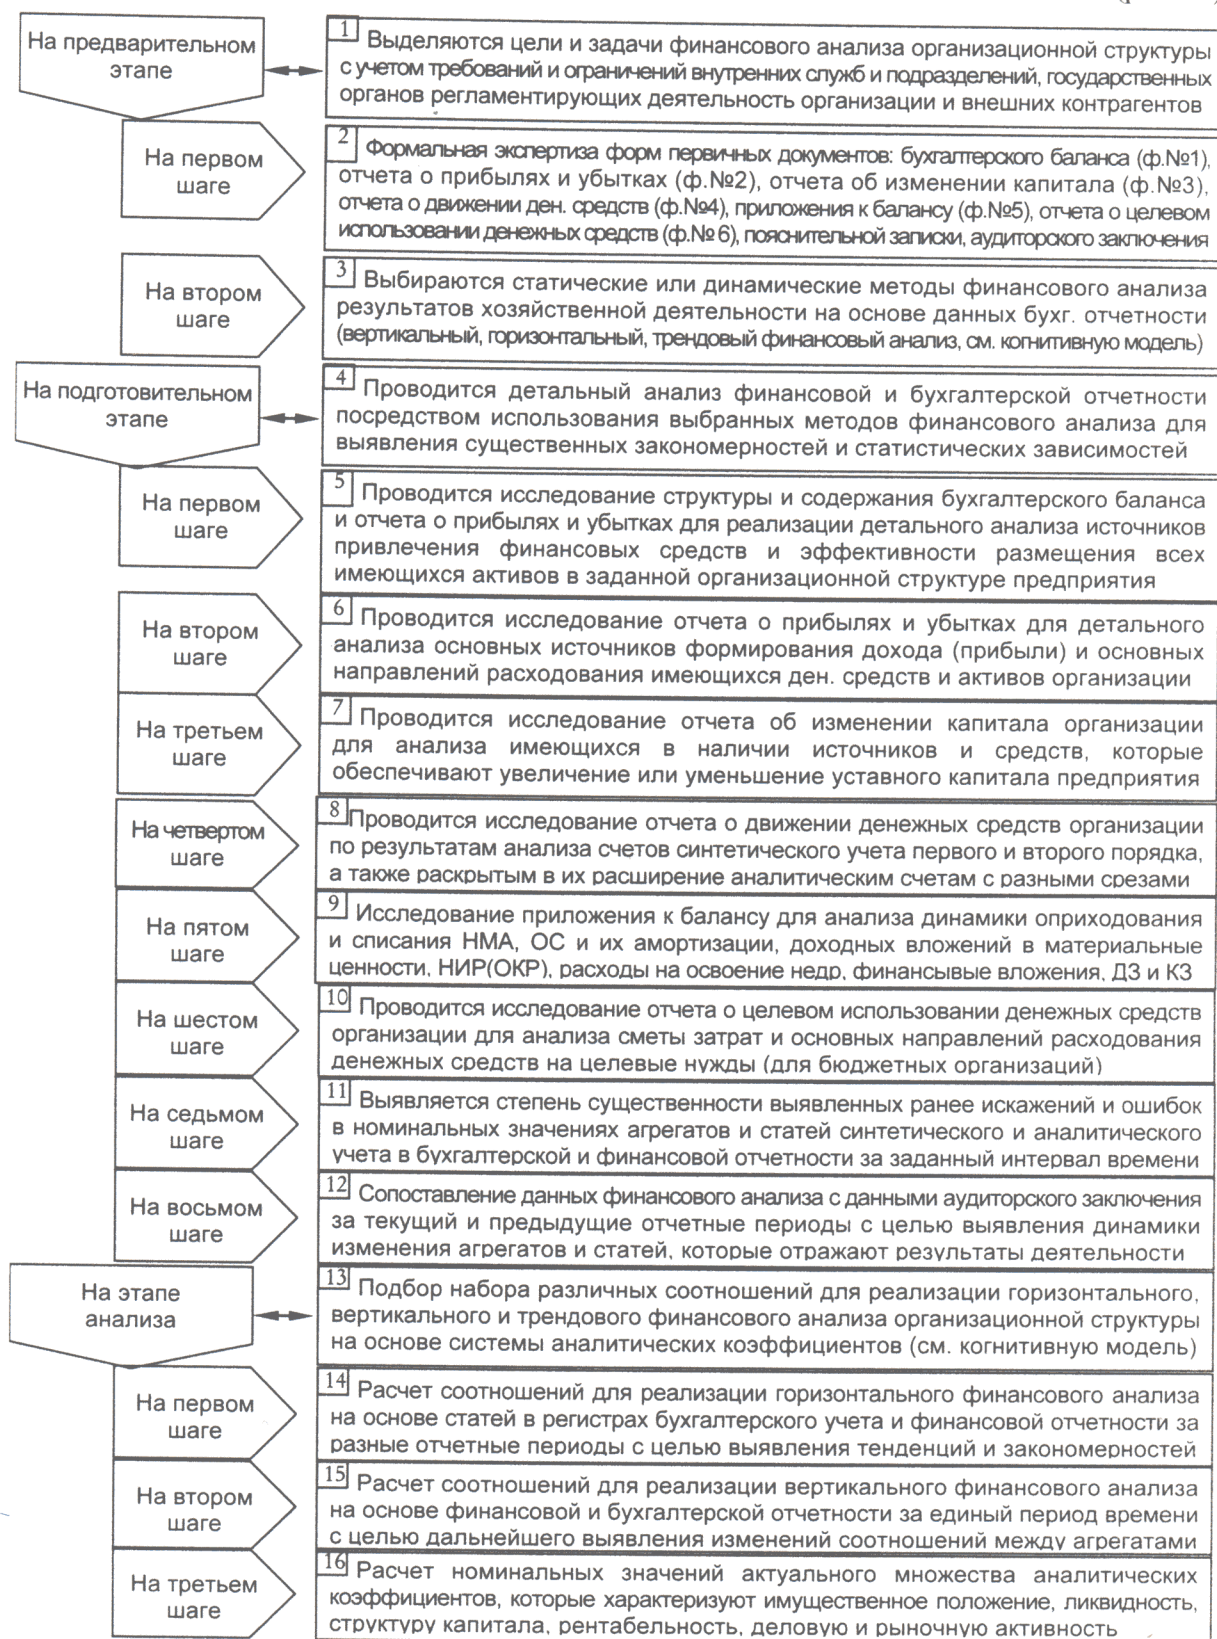 На предварительном
этапе
1 Выделяются цели и задачи финансового анализа организационной структуры
с учетом требований и ограничений внутренних служб и подразделений, государственных
органов регламентирующих деятельность организации и внешних контрагентов
На первом
шаге
2 Формальная экспертиза форм первичных документов: бухгалтерского баланса (ф.№1),
отчета о прибылях и убытках (ф.№2), отчета об изменении капитала (ф.№3),
отчета о движении ден. средств (ф.№4), приложения к балансу (ф.№5), отчета о целевом
использовании денежных средств (ф.№ 6), пояснительной записки, аудиторского заключения
На втором
шаге
3 Выбираются статические или динамические методы финансового анализа
результатов хозяйственной деятельности на основе данных бухг. отчетности
(вертикальный, горизонтальный, трендовый финансовый анализ, см. когнитивную модель)
На подготовительном
этапе
4 Проводится детальный анализ финансовой и бухгалтерской отчетности
посредством использования выбранных методов финансового анализа для
выявления существенных закономерностей и статистических зависимостей
На первом
шаге
5 Проводится исследование структуры и содержания бухгалтерского баланса
и отчета о прибылях и убытках для реализации детального анализа источников
привлечения финансовых средств и эффективности размещения всех
имеющихся активов в заданной организационной структуре предприятия
На втором
шаге
6 Проводится исследование отчета о прибылях и убытках для детального
анализа основных источников формирования дохода (прибыли) и основных
направлений расходования имеющихся ден. средств и активов организации
На третьем
шаге
7 Проводится исследование отчета об изменении капитала организации
для анализа имеющихся в наличии источников и средств, которые
обеспечивают увеличение или уменьшение уставного капитала предприятия
На четвертом
шаге
8 Проводится исследование отчета о движении денежных средств организации
по результатам анализа счетов синтетического учета первого и второго порядка,
а также раскрытым в их расширение аналитическим счетам с разными срезами
На пятом
шаге
9 Исследование приложения к балансу для анализа динамики оприходования
и списания НМА, ОС и их амортизации, доходных вложений в материальные
ценности, НИР(ОКР), расходы на освоение недр, финансывые вложения, ДЗ и КЗ
На шестом
шаге
10 Проводится исследование отчета о целевом использовании денежных средств
организации для анализа сметы затрат и основных направлений расходования
денежных средств на целевые нужды (для бюджетных организаций)
На седьмом
шаге
11 Выявляется степень существенности выявленных ранее искажений и ошибок
в номинальных значениях агрегатов и статей синтетического и аналитического
учета в бухгалтерской и финансовой отчетности за заданный интервал времени
На восьмом
шаге
12 Сопоставление данных финансового анализа с данными аудиторского заключения
за текущий и предыдущие отчетные периоды с целью выявления динамики
изменения агрегатов и статей, которые отражают результаты деятельности
На этапе
анализа
13 Подбор набора различных соотношений для реализации горизонтального,
вертикального и трендового финансового анализа организационной структуры
на основе системы аналитических коэффициентов (см. когнитивную модель)
На первом
шаге
14 Расчет соотношений для реализации горизонтального финансового анализа
на основе статей в регистрах бухгалтерского учета и финансовой отчетности за
разные отчетные периоды с целью выявления тенденций и закономерностей
На втором
шаге
15 Расчет соотношений для реализации вертикального финансового анализа
на основе финансовой и бухгалтерской отчетности за единый период времени
с целью дальнейшего выявления изменений соотношений между агрегатами
На третьем
шаге
16 Расчет номинальных значений актуального множества аналитических
коэффициентов, которые характеризуют имущественное положение, ликвидность,
структуру капитала, рентабельность, деловую и рыночную активность